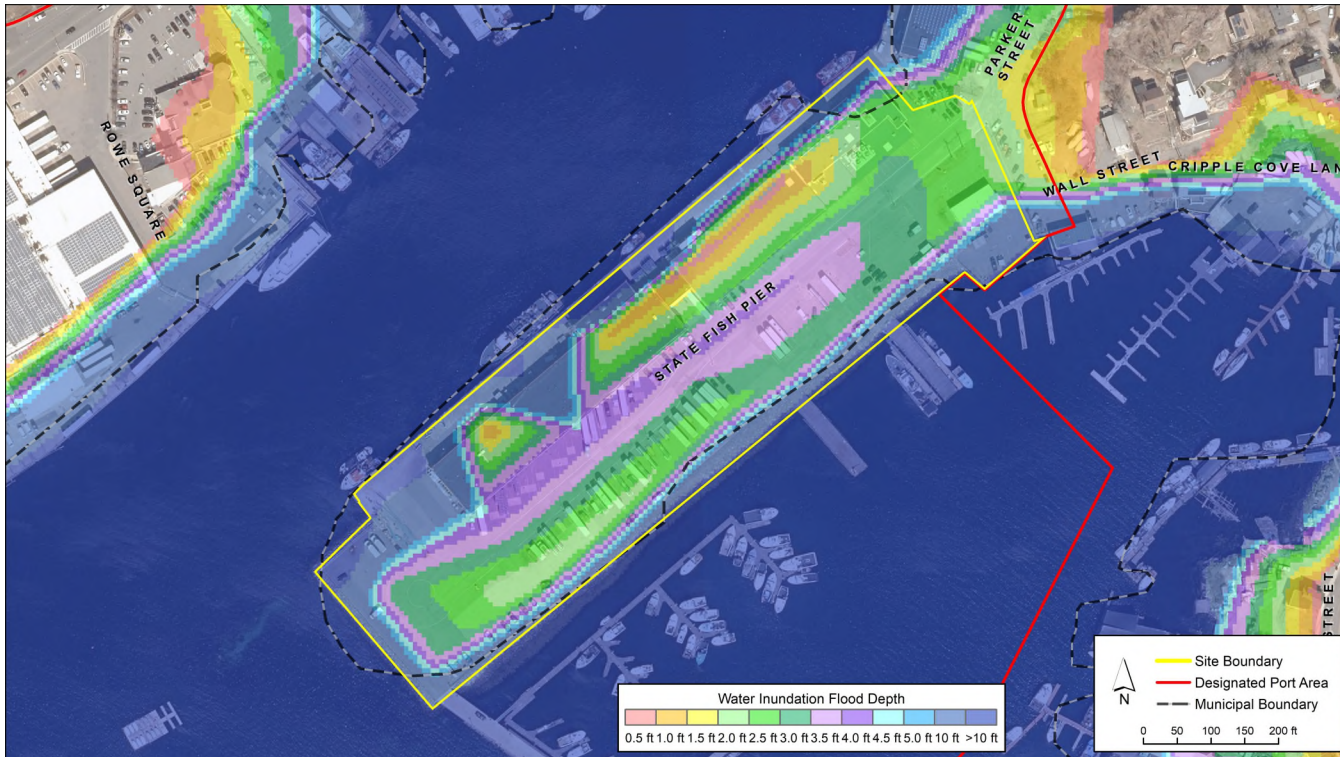 PARKER
STREET
ROWE SQUARE
WALL STREET
CRIPPLE COVE LAN
STATE FISH PIER
STREET
Water Inundation Flood Depth
0.5 ft 1.0 ft 1.5 ft 2.0 ft 2.5 ft 3.0 ft 3.5 ft 4.0 ft 4.5 ft 5.0 ft 10 ft >10 ft
Site Boundary
Designated Port Area
Municipal Boundary
N
0 50 100 150 200 ft